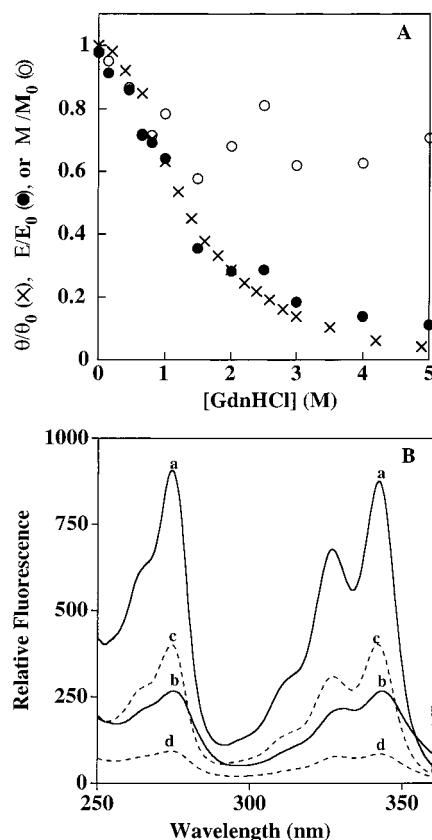 A
θ/θ₀ (×), E/E₀ (●), or M/M₀ (○)
1
0.8
0.6
0.4
0.2
0
0 1 2 3 4 5
[GdnHCl] (M)
B
Relative Fluorescence
1000
750
500
250
0
a
a
c
c
b
b
d
d
250 300 350
Wavelength (nm)